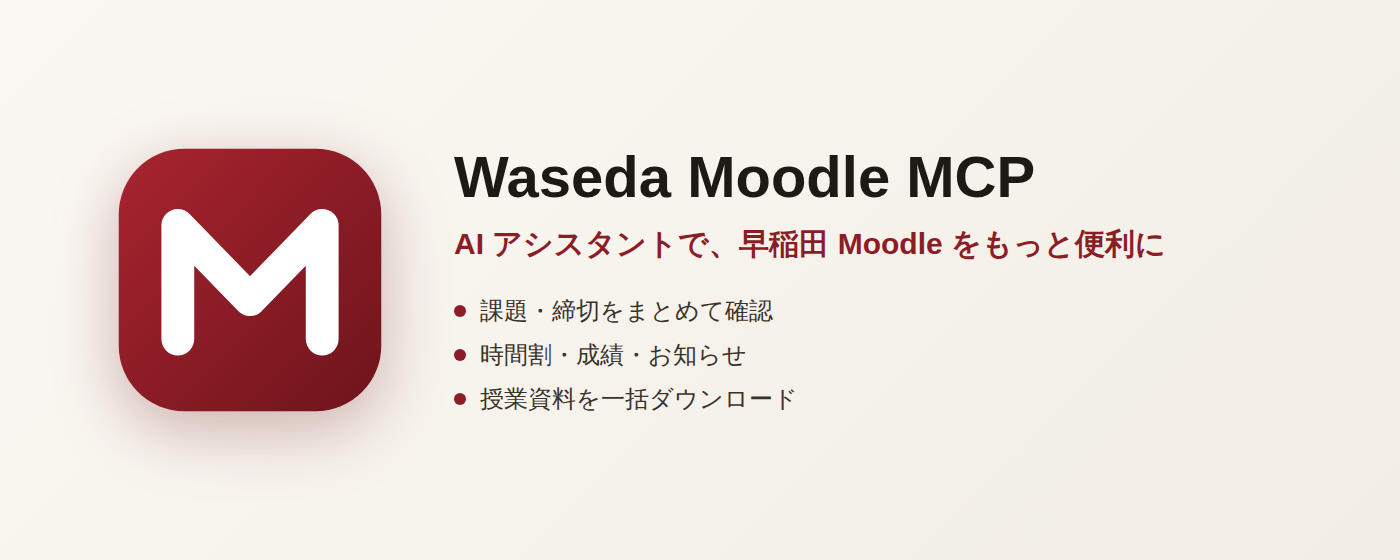 M
Waseda Moodle MCP
AI アシスタントで、早稲田 Moodle をもっと便利に
課題・締切をまとめて確認
時間割・成績・お知らせ
授業資料を一括ダウンロード